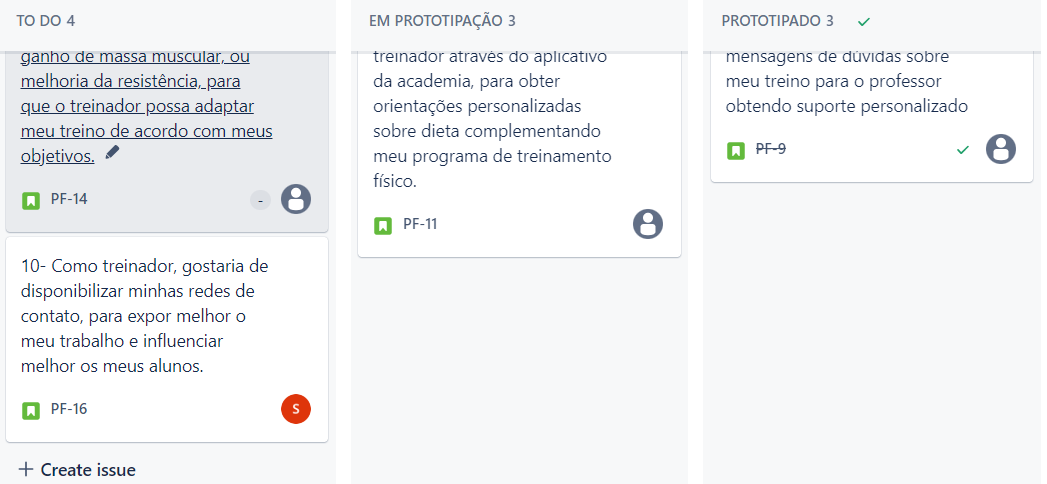 TO DO 4
ganho de massa muscular, ou
melhoria da resistência, para
que o treinador possa adaptar
meu treino de acordo com meus
objetivos.
PF-14
-
10- Como treinador, gostaria de
disponibilizar minhas redes de
contato, para expor melhor o
meu trabalho e influenciar
melhor os meus alunos.
PF-16
S
+ Create issue
EM PROTOTIPAÇÃO 3
treinador através do aplicativo
da academia, para obter
orientações personalizadas
sobre dieta complementando
meu programa de treinamento
físico.
PF-11
PROTOTIPADO 3
mensagens de dúvidas sobre
meu treino para o professor
obtendo suporte personalizado
PF-9